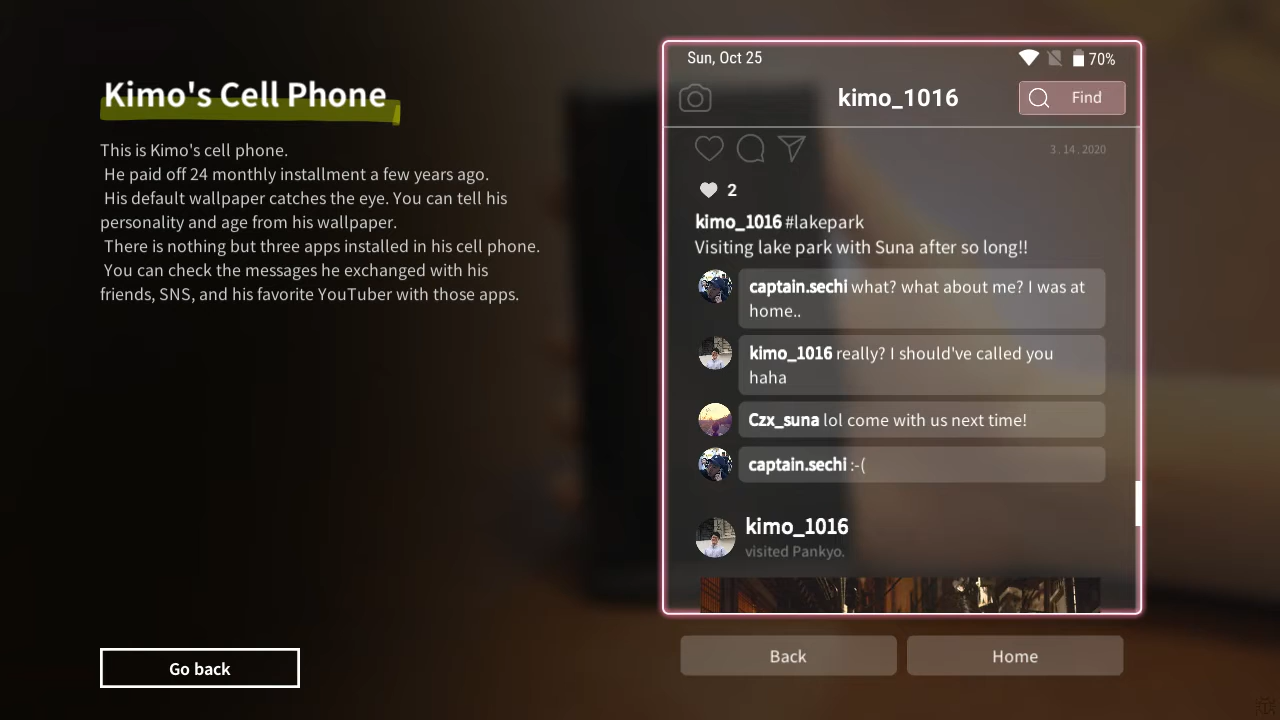 Kimo's Cell Phone
This is Kimo's cell phone.
He paid off 24 monthly installment a few years ago.
His default wallpaper catches the eye. You can tell his
personality and age from his wallpaper.
There is nothing but three apps installed in his cell phone.
You can check the messages he exchanged with his
friends, SNS, and his favorite YouTuber with those apps.
Go back
Sun, Oct 25
70%
kimo_1016
Find
3.14.2020
2
kimo_1016 #lakepark
Visiting lake park with Suna after so long!!
captain.sechi what? what about me? I was at
home..
kimo_1016 really? I should've called you
haha
Czx_suna lol come with us next time!
captain.sechi :-(
kimo_1016
visited Pankyo.
Back
Home